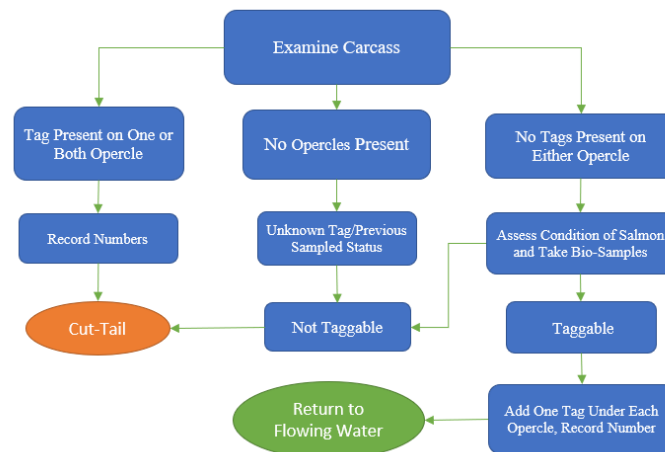 Examine Carcass
Tag Present on One or
Both Opercle
No Opercles Present
No Tags Present on
Either Opercle
Record Numbers
Unknown Tag/Previous
Sampled Status
Assess Condition of Salmon
and Take Bio-Samples
Cut-Tail
Not Taggable
Taggable
Return to
Flowing Water
Add One Tag Under Each
Opercle, Record Number